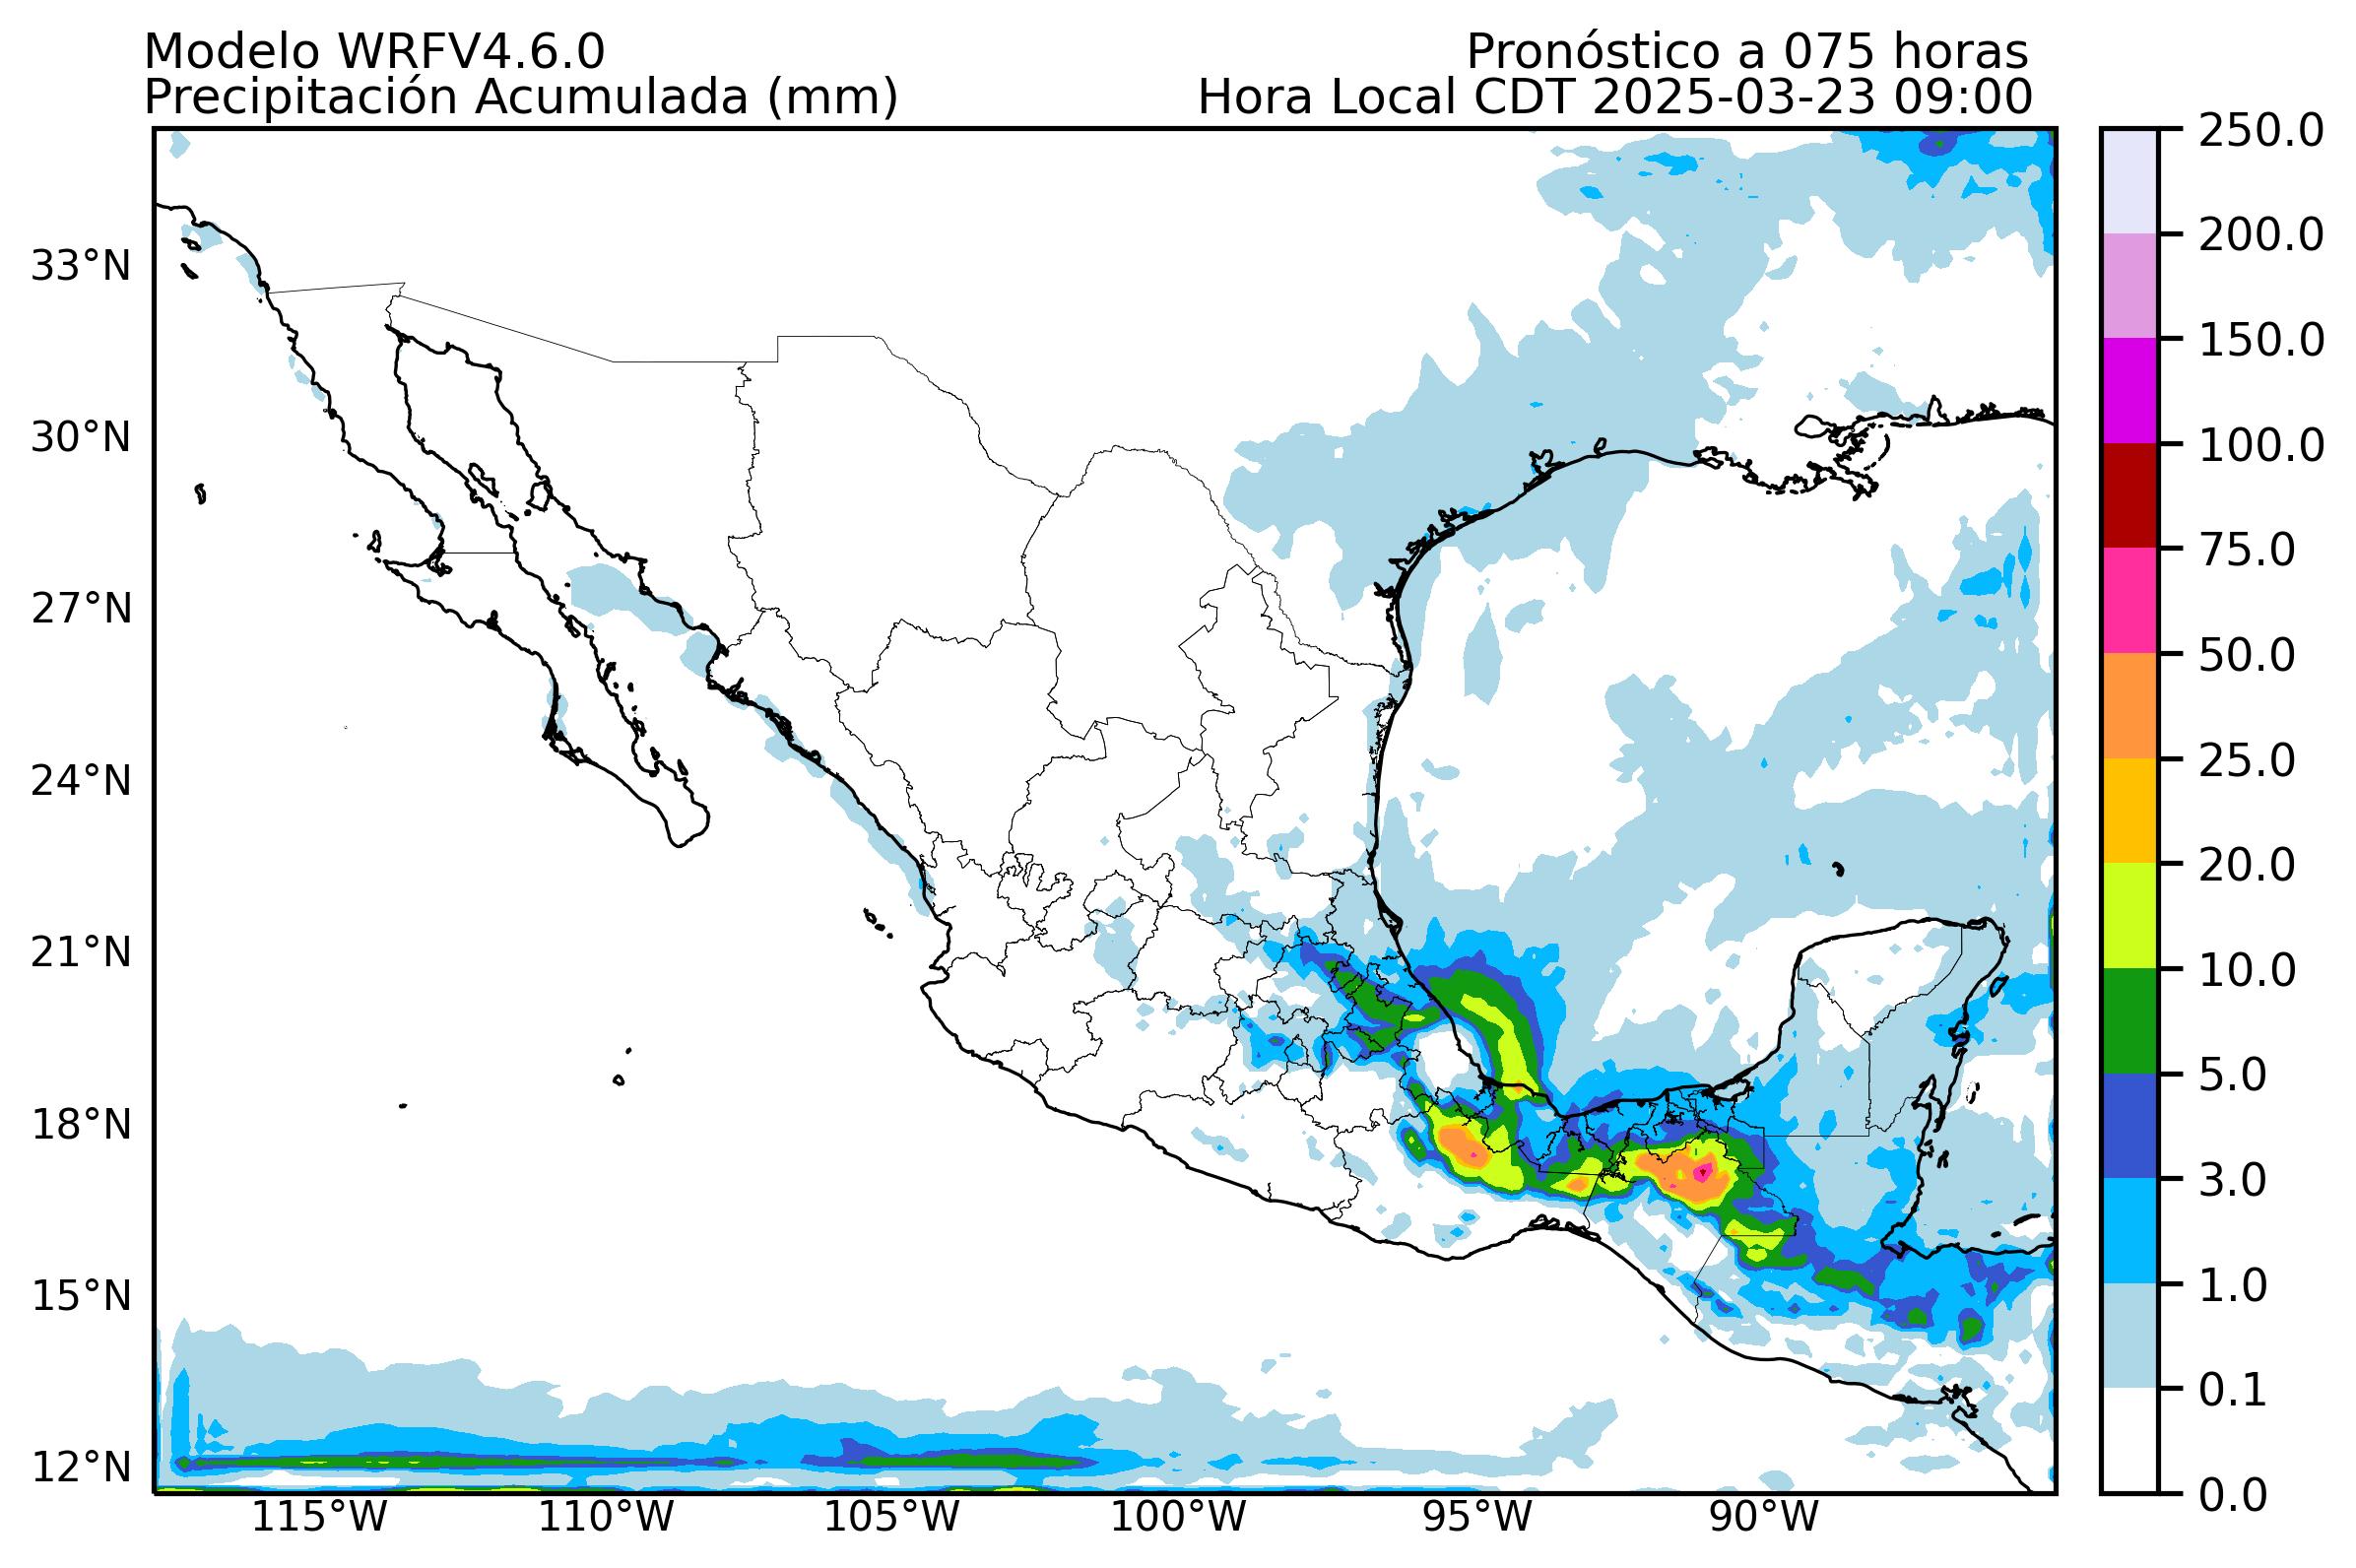 Modelo WRFV4.6.0
Pronóstico a 075 horas
Precipitación Acumulada (mm)
Hora Local CDT 2025-03-23 09:00
33°N
30°N
27°N
24°N
21°N
18°N
15°N
12°N
115°W
110°W
105°W
100°W
95°W
90°W
250.0
200.0
150.0
100.0
75.0
50.0
25.0
20.0
10.0
5.0
3.0
1.0
0.1
0.0